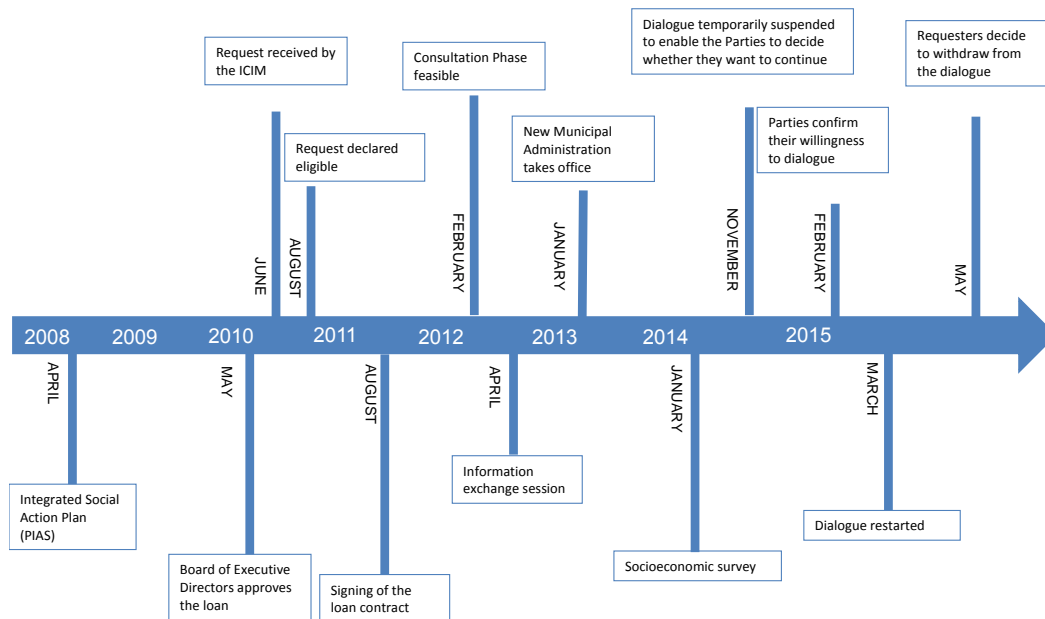 Request received by
the ICIM
Request declared
eligible
Consultation Phase
feasible
New Municipal
Administration
takes office
Dialogue temporarily suspended
to enable the Parties to decide
whether they want to continue
Parties confirm
their willingness
to dialogue
Requesters decide
to withdraw from
the dialogue
JUNE
AUGUST
FEBRUARY
JANUARY
NOVEMBER
FEBRUARY
MAY
2008
2009
2010
2011
2012
2013
2014
2015
APRIL
MAY
AUGUST
APRIL
JANUARY
MARCH
Integrated Social
Action Plan
(PIAS)
Board of Executive
Directors approves
the loan
Signing of the
loan contract
Information
exchange session
Socioeconomic survey
Dialogue restarted